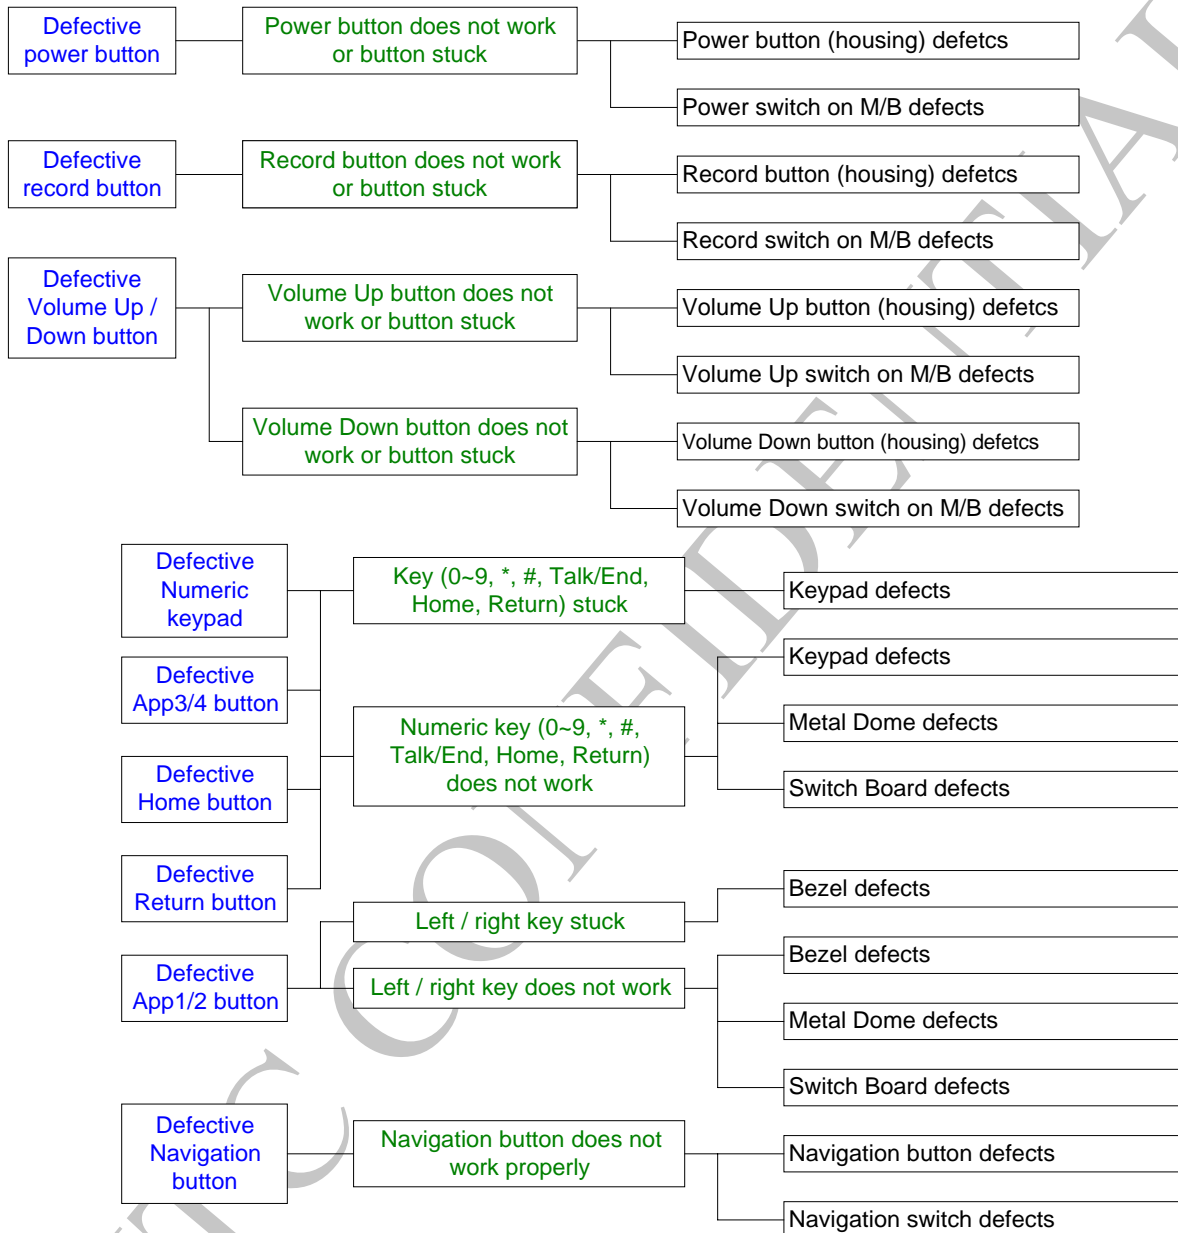 Defective
power button
Power button does not work
or button stuck
Power button (housing) defetcs
Power switch on M/B defects
Defective
record button
Record button does not work
or button stuck
Record button (housing) defetcs
Record switch on M/B defects
Defective
Volume Up /
Down button
Volume Up button does not
work or button stuck
Volume Up button (housing) defetcs
Volume Up switch on M/B defects
Volume Down button does not
work or button stuck
Volume Down button (housing) defetcs
Volume Down switch on M/B defects
Defective
Numeric
keypad
Key (0~9, *, #, Talk/End,
Home, Return) stuck
Keypad defects
Defective
App3/4 button
Numeric key (0~9, *, #,
Talk/End, Home, Return)
does not work
Keypad defects
Metal Dome defects
Switch Board defects
Defective
Home button
Defective
Return button
Left / right key stuck
Bezel defects
Defective
App1/2 button
Left / right key does not work
Bezel defects
Metal Dome defects
Switch Board defects
Defective
Navigation
button
Navigation button does not
work properly
Navigation button defects
Navigation switch defects
CONFIDENTIAL